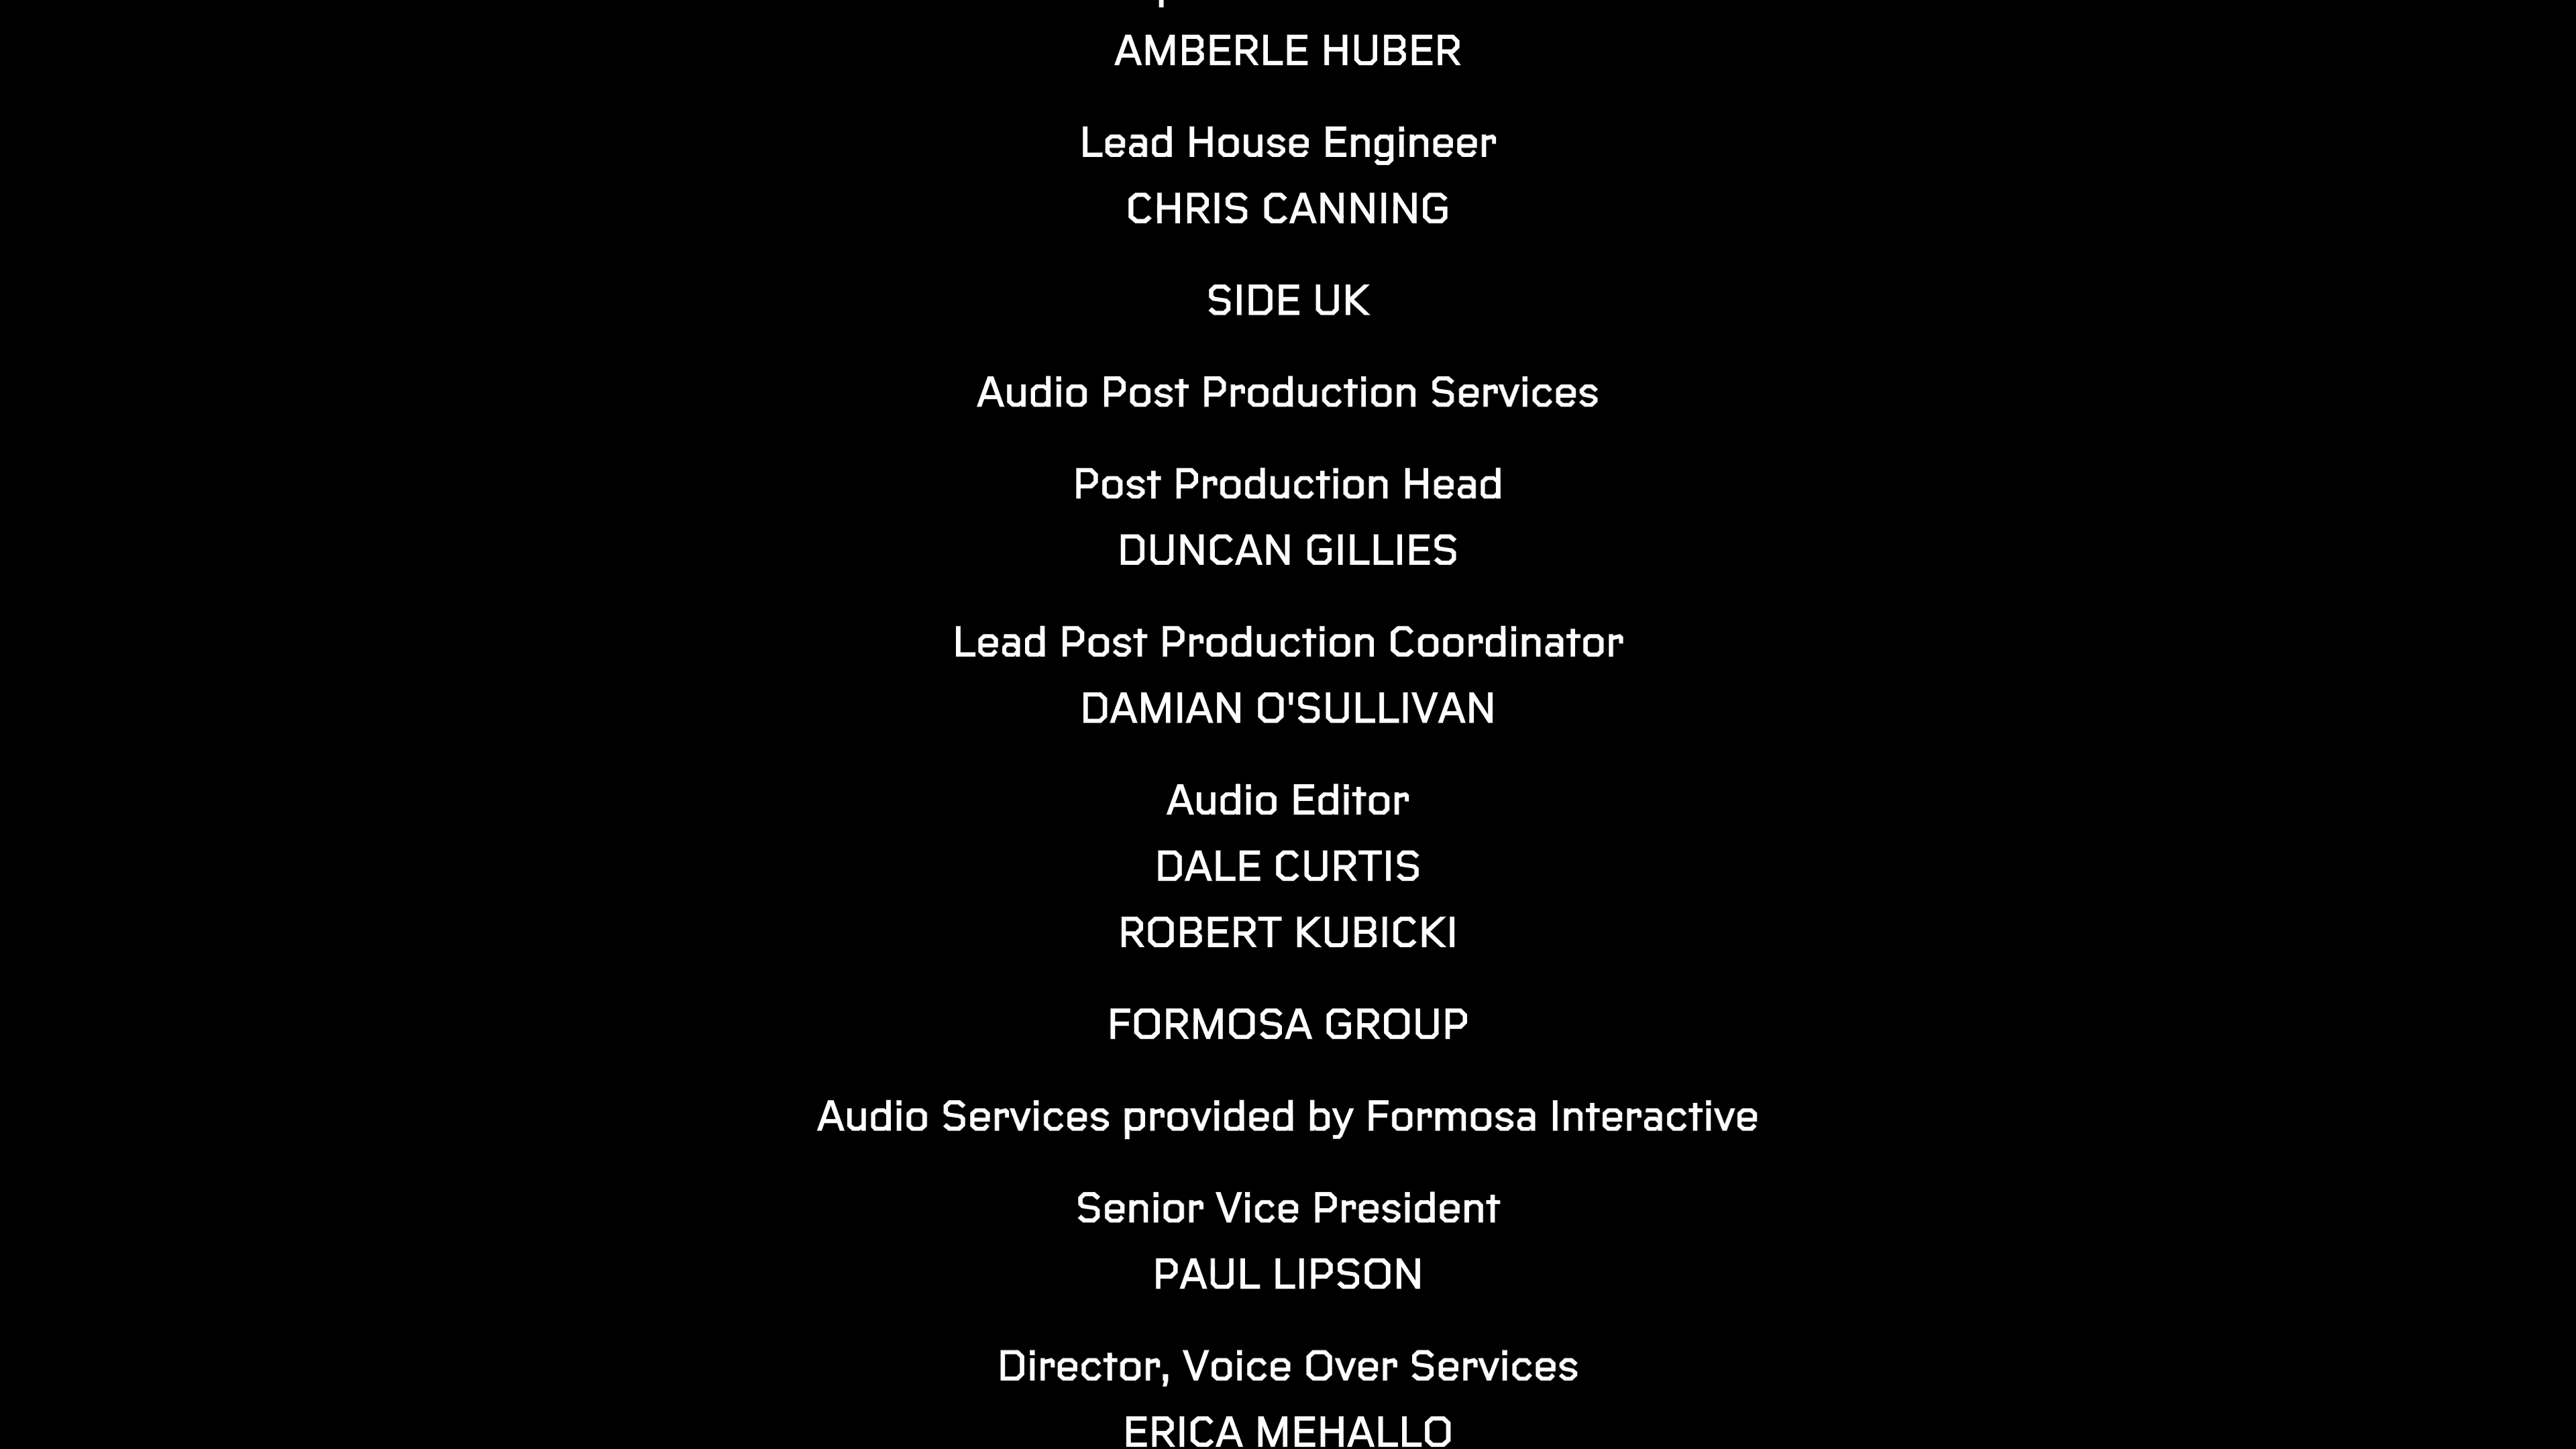 AMBERLE HUBER
Lead House Engineer
CHRIS CANNING
SIDE UK
Audio Post Production Services
Post Production Head
DUNCAN GILLIES
Lead Post Production Coordinator
DAMIAN O'SULLIVAN
Audio Editor
DALE CURTIS
ROBERT KUBICKI
FORMOSA GROUP
Audio Services provided by Formosa Interactive
Senior Vice President
PAUL LIPSON
Director, Voice Over Services
ERICA MEHALLO